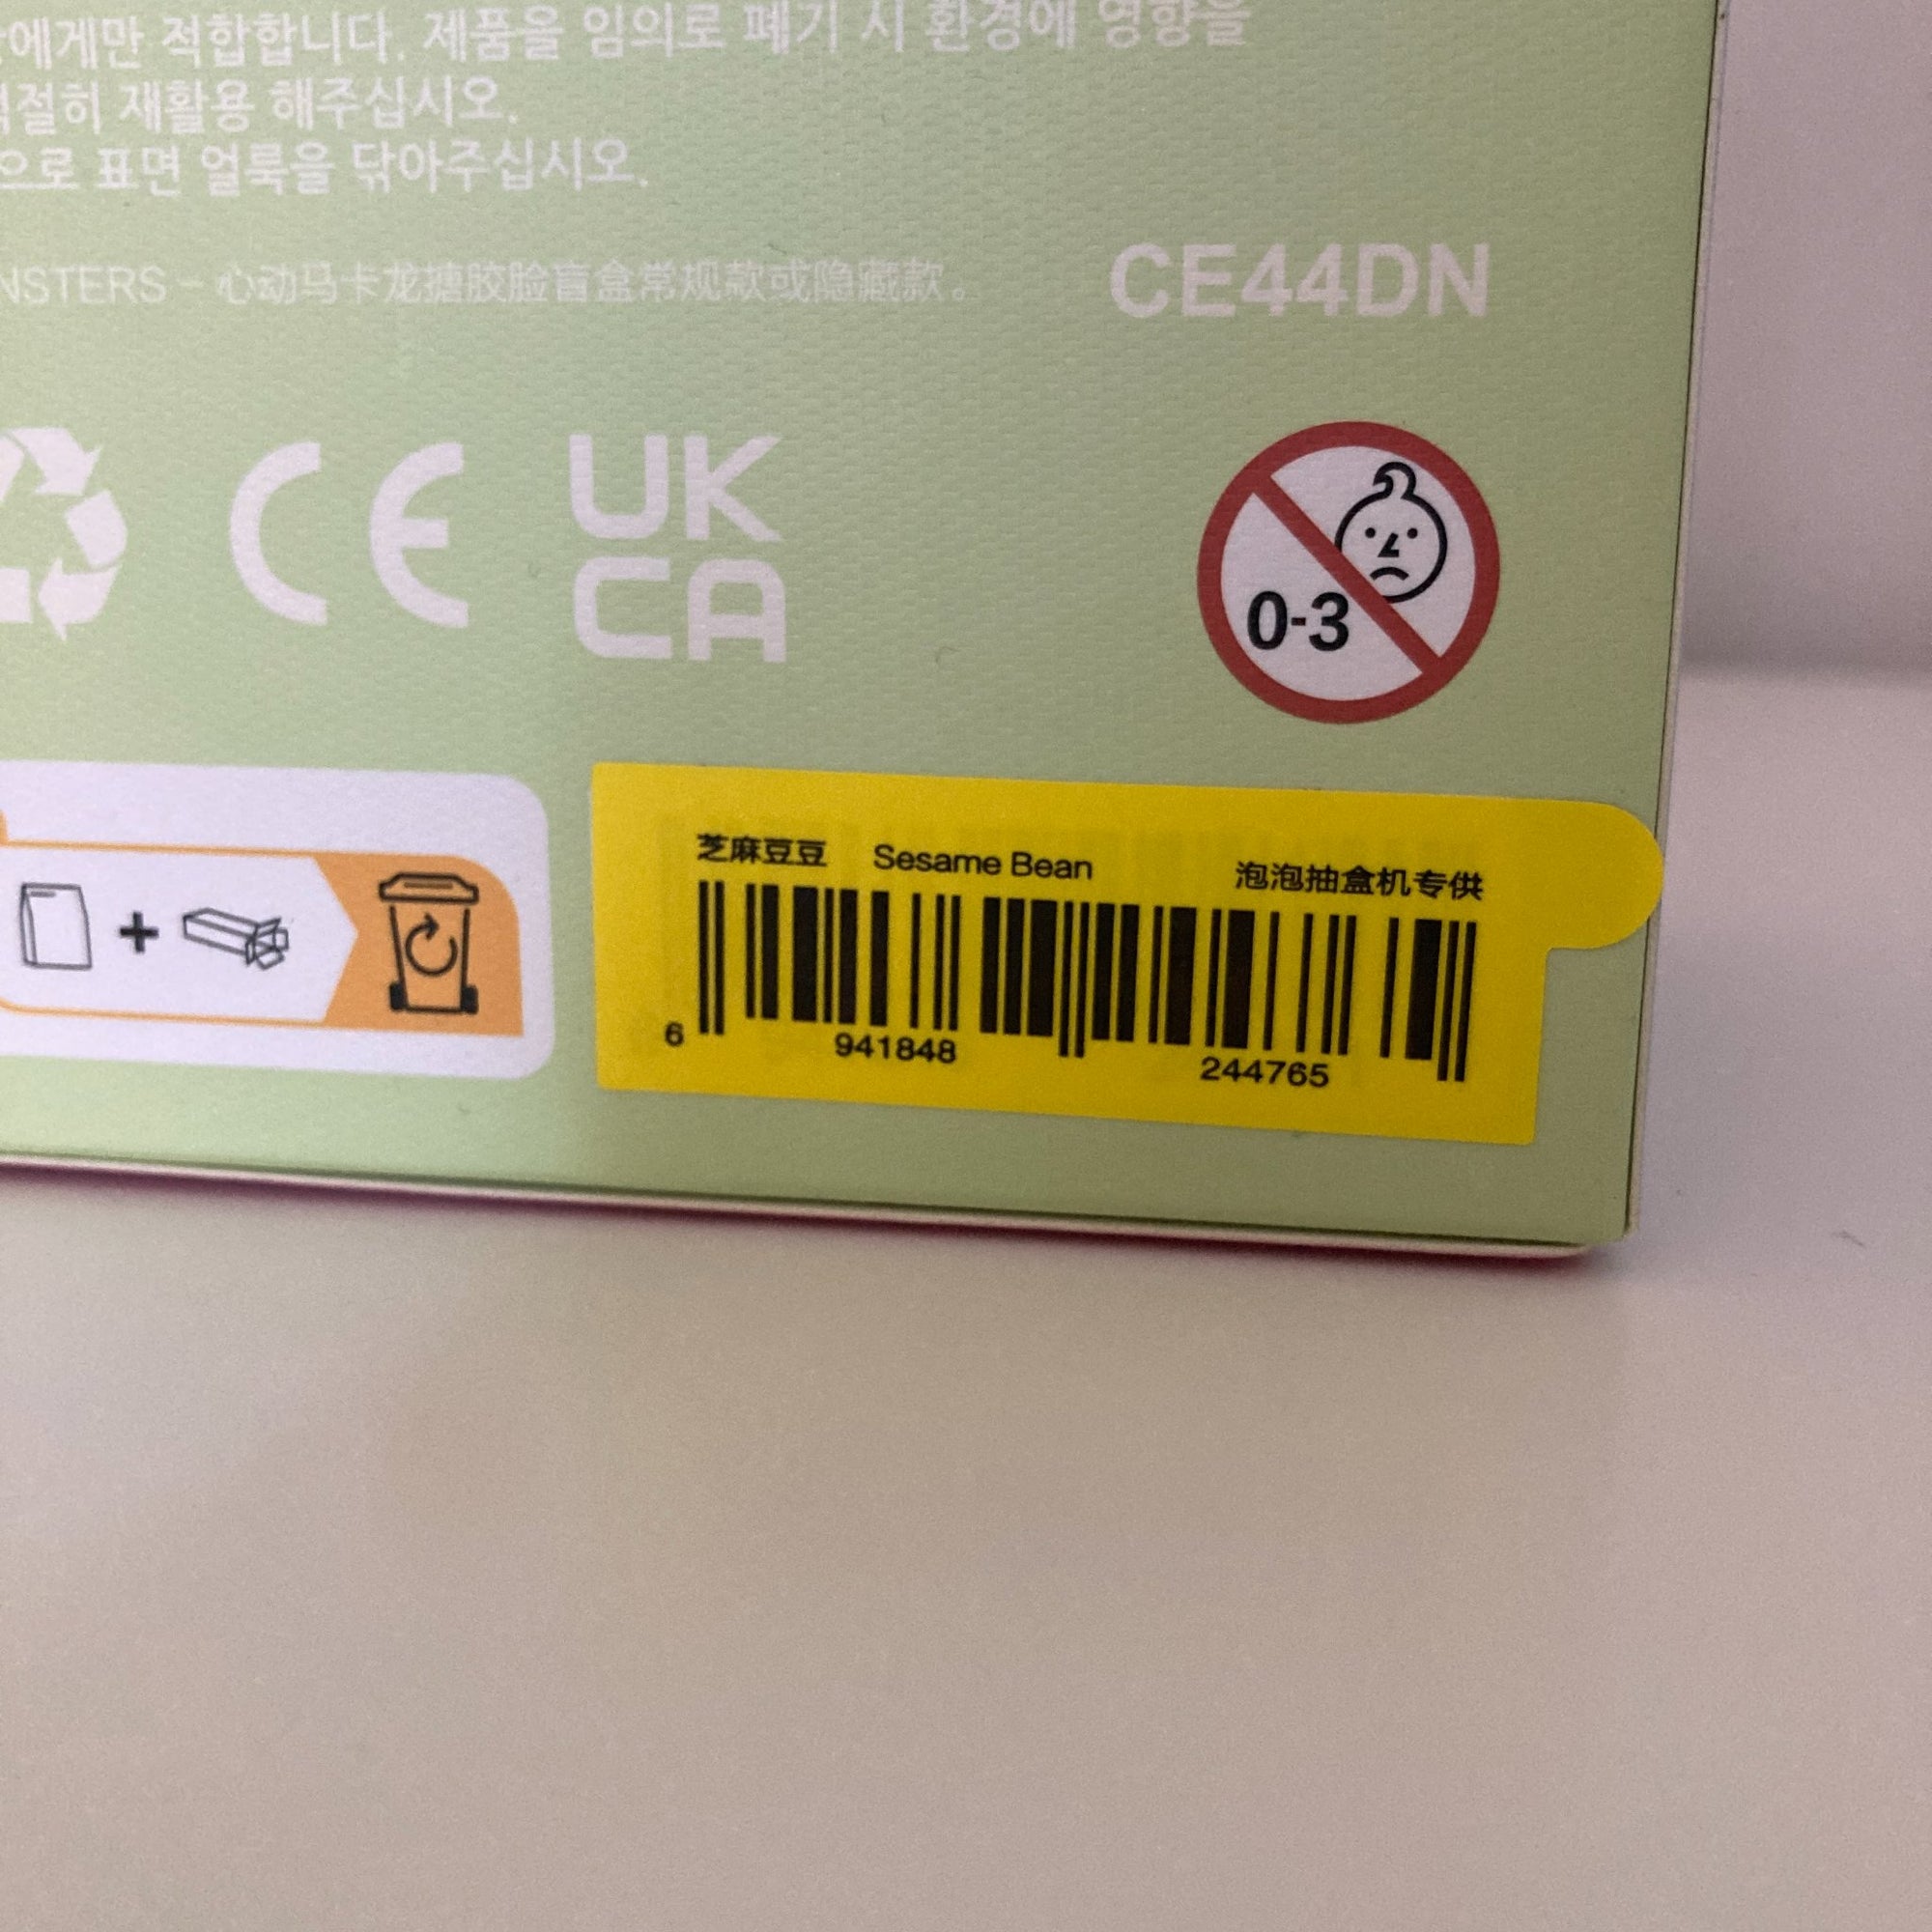 에게만 적합합니다. 제품을 임의로 폐기 시 환경에 영향을
적절히 재활용 해주십시오.
으로 표면 얼룩을 닦아주십시오.
NSTERS - 心动马卡龙搪胶脸盲盒常规款或隐藏款。
CE44DN
CE
UK
CA
0-3
芝麻豆豆 Sesame Bean 泡泡抽盒机专供
6 941848 244765